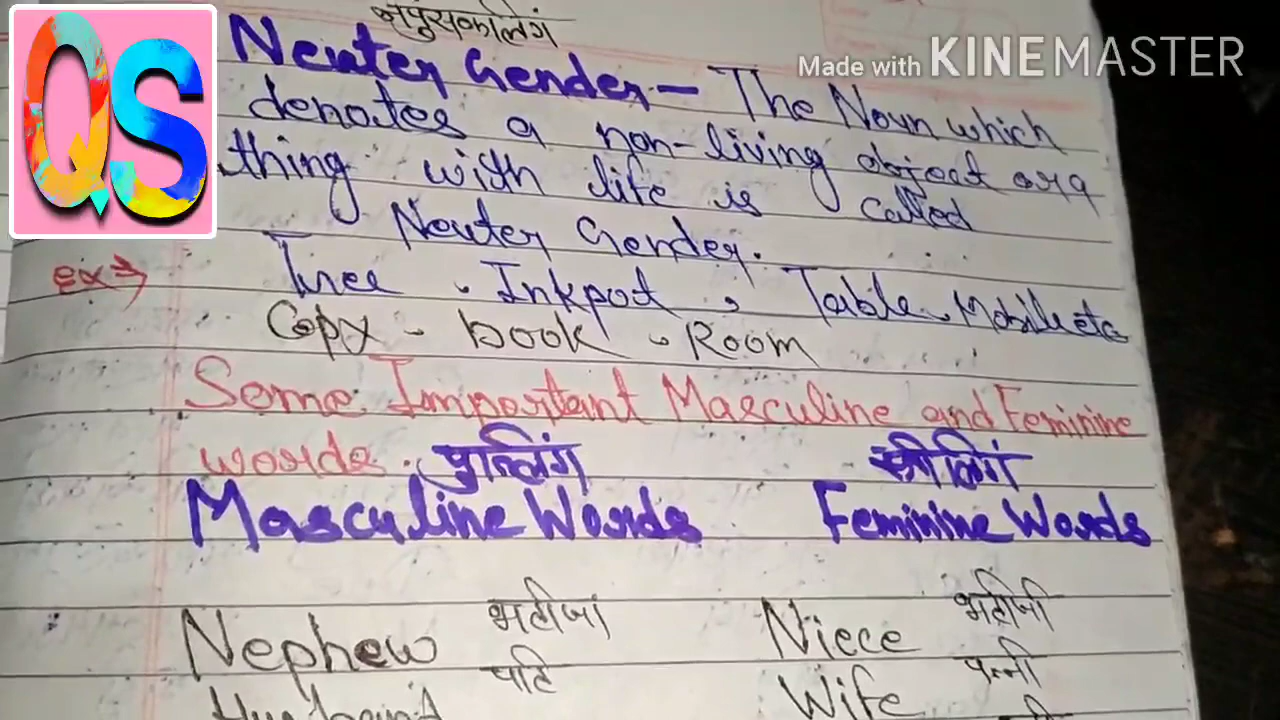 QS
Made with KINEMASTER
नपुंसकलिंग
Neuter Gender - The Noun which
denotes a non-living object or a
thing with life is called
Neuter Gender.
ex ⇒ Tree, Inkpot, Table, Mobile etc
Copy - book, Room
Some Important Masculine and Feminine
words. पुल्लिंग स्त्रीलिंग
Masculine Words Feminine Words
Nephew भतीजा Niece भतीजी
Husband पति Wife पत्नी